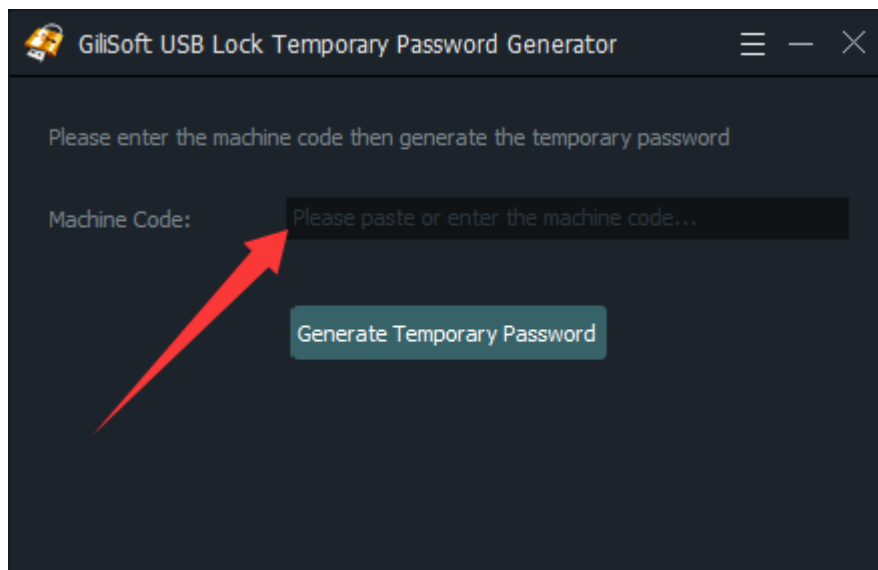 GiliSoft USB Lock Temporary Password Generator
Please enter the machine code then generate the temporary password
Machine Code: Please paste or enter the machine code...
Generate Temporary Password